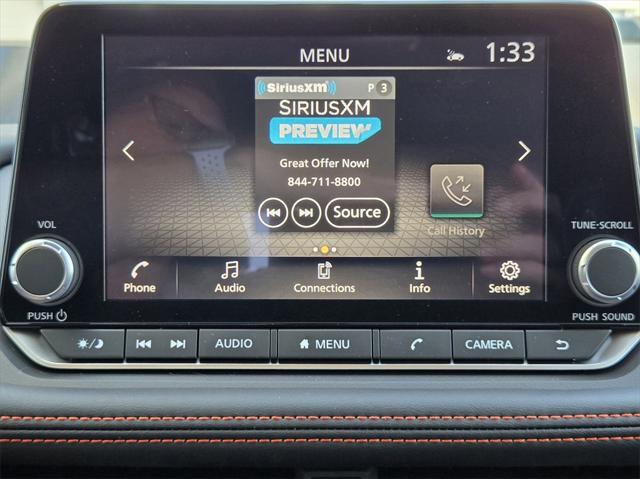 MENU 1:33
SiriusXM P 3
SIRIUSXM
PREVIEW
Great Offer Now!
844-711-8800
Source
Call History
VOL
TUNE·SCROLL
Phone Audio Connections Info Settings
PUSH
PUSH SOUND
AUDIO MENU CAMERA